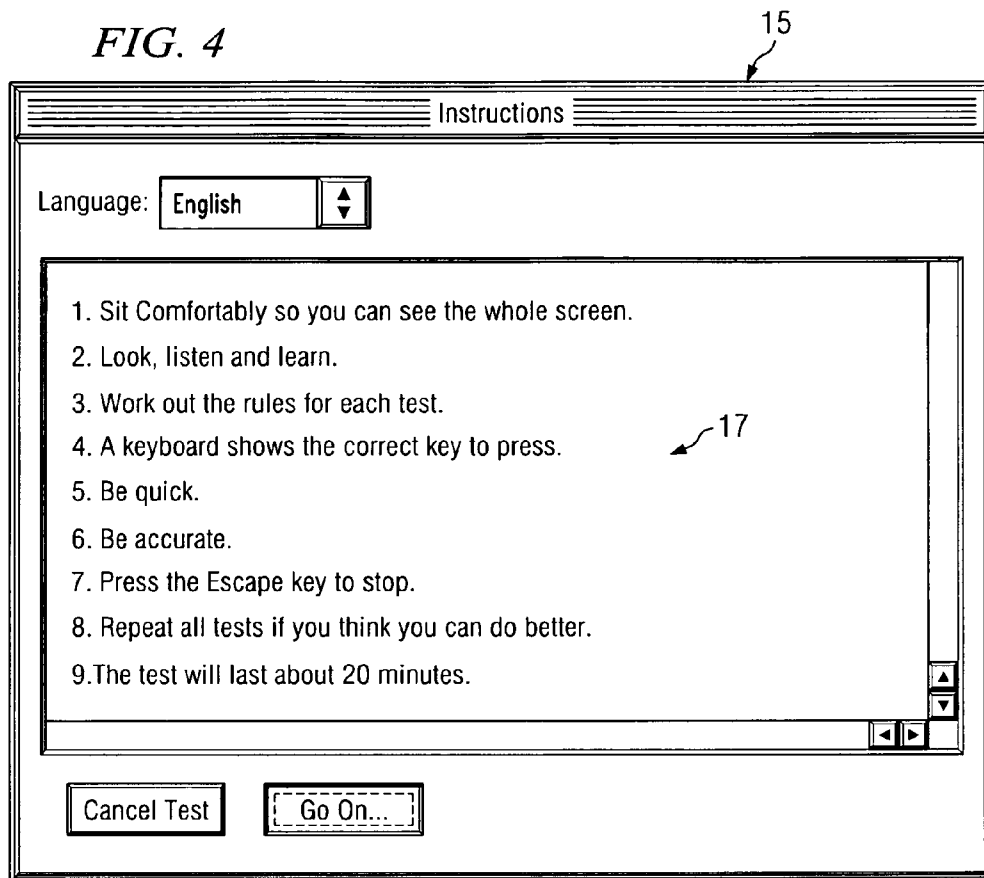 FIG. 4
15
Instructions
Language: English
1. Sit Comfortably so you can see the whole screen.
2. Look, listen and learn.
3. Work out the rules for each test.
4. A keyboard shows the correct key to press.
17
5. Be quick.
6. Be accurate.
7. Press the Escape key to stop.
8. Repeat all tests if you think you can do better.
9.The test will last about 20 minutes.
Cancel Test Go On...